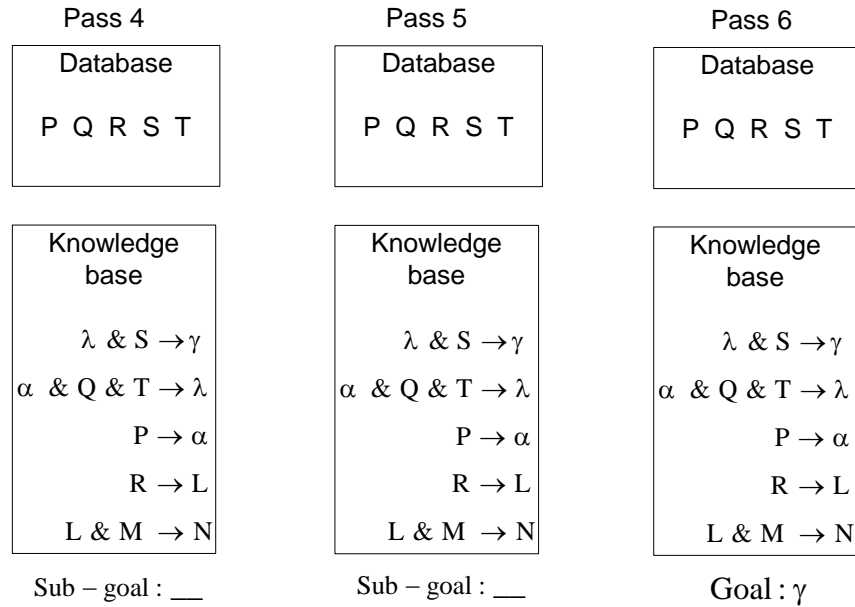 Pass 4
Database
P Q R S T
Knowledge
base
λ & S → γ
α & Q & T → λ
P → α
R → L
L & M → N
Sub – goal : __
Pass 5
Database
P Q R S T
Knowledge
base
λ & S → γ
α & Q & T → λ
P → α
R → L
L & M → N
Sub – goal : __
Pass 6
Database
P Q R S T
Knowledge
base
λ & S → γ
α & Q & T → λ
P → α
R → L
L & M → N
Goal : γ